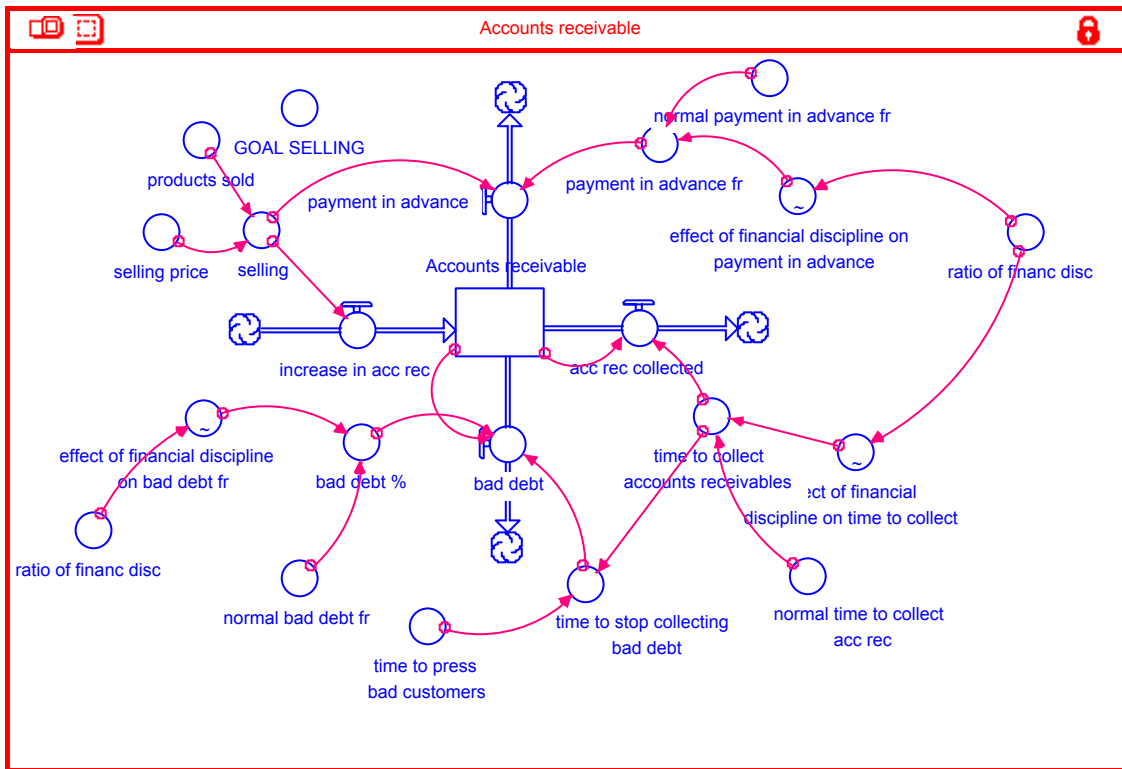 Accounts receivable
normal payment in advance fr
GOAL SELLING
products sold
payment in advance fr
payment in advance
effect of financial discipline on
payment in advance
selling price
selling
ratio of financ disc
Accounts receivable
increase in acc rec
acc rec collected
effect of financial discipline
on bad debt fr
bad debt %
bad debt
time to collect
accounts receivables
ect of financial
discipline on time to collect
ratio of financ disc
normal bad debt fr
time to stop collecting
bad debt
normal time to collect
acc rec
time to press
bad customers
~
~
~